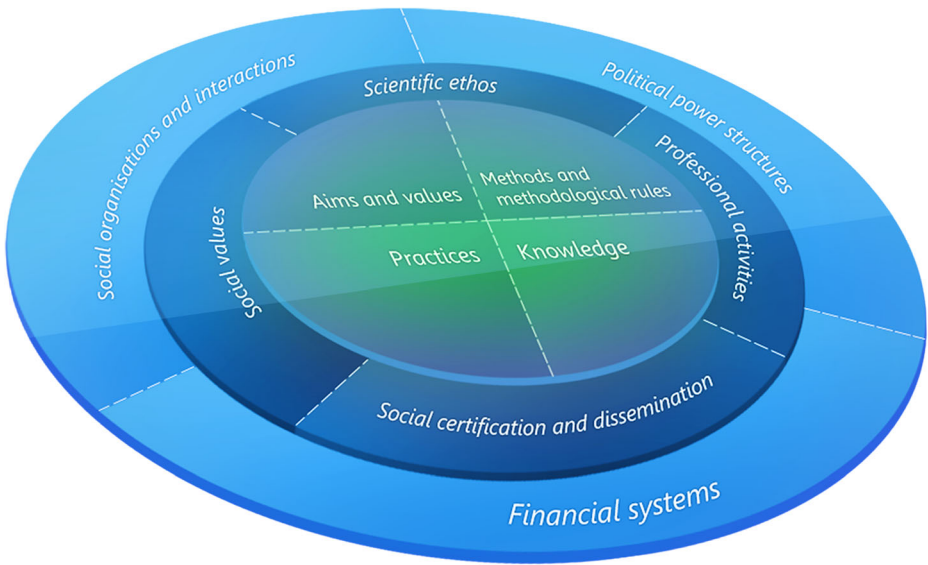 Social organisations and interactions
Political power structures
Financial systems
Scientific ethos
Professional activities
Social certification and dissemination
Social values
Aims and values
Methods and
methodological rules
Practices
Knowledge